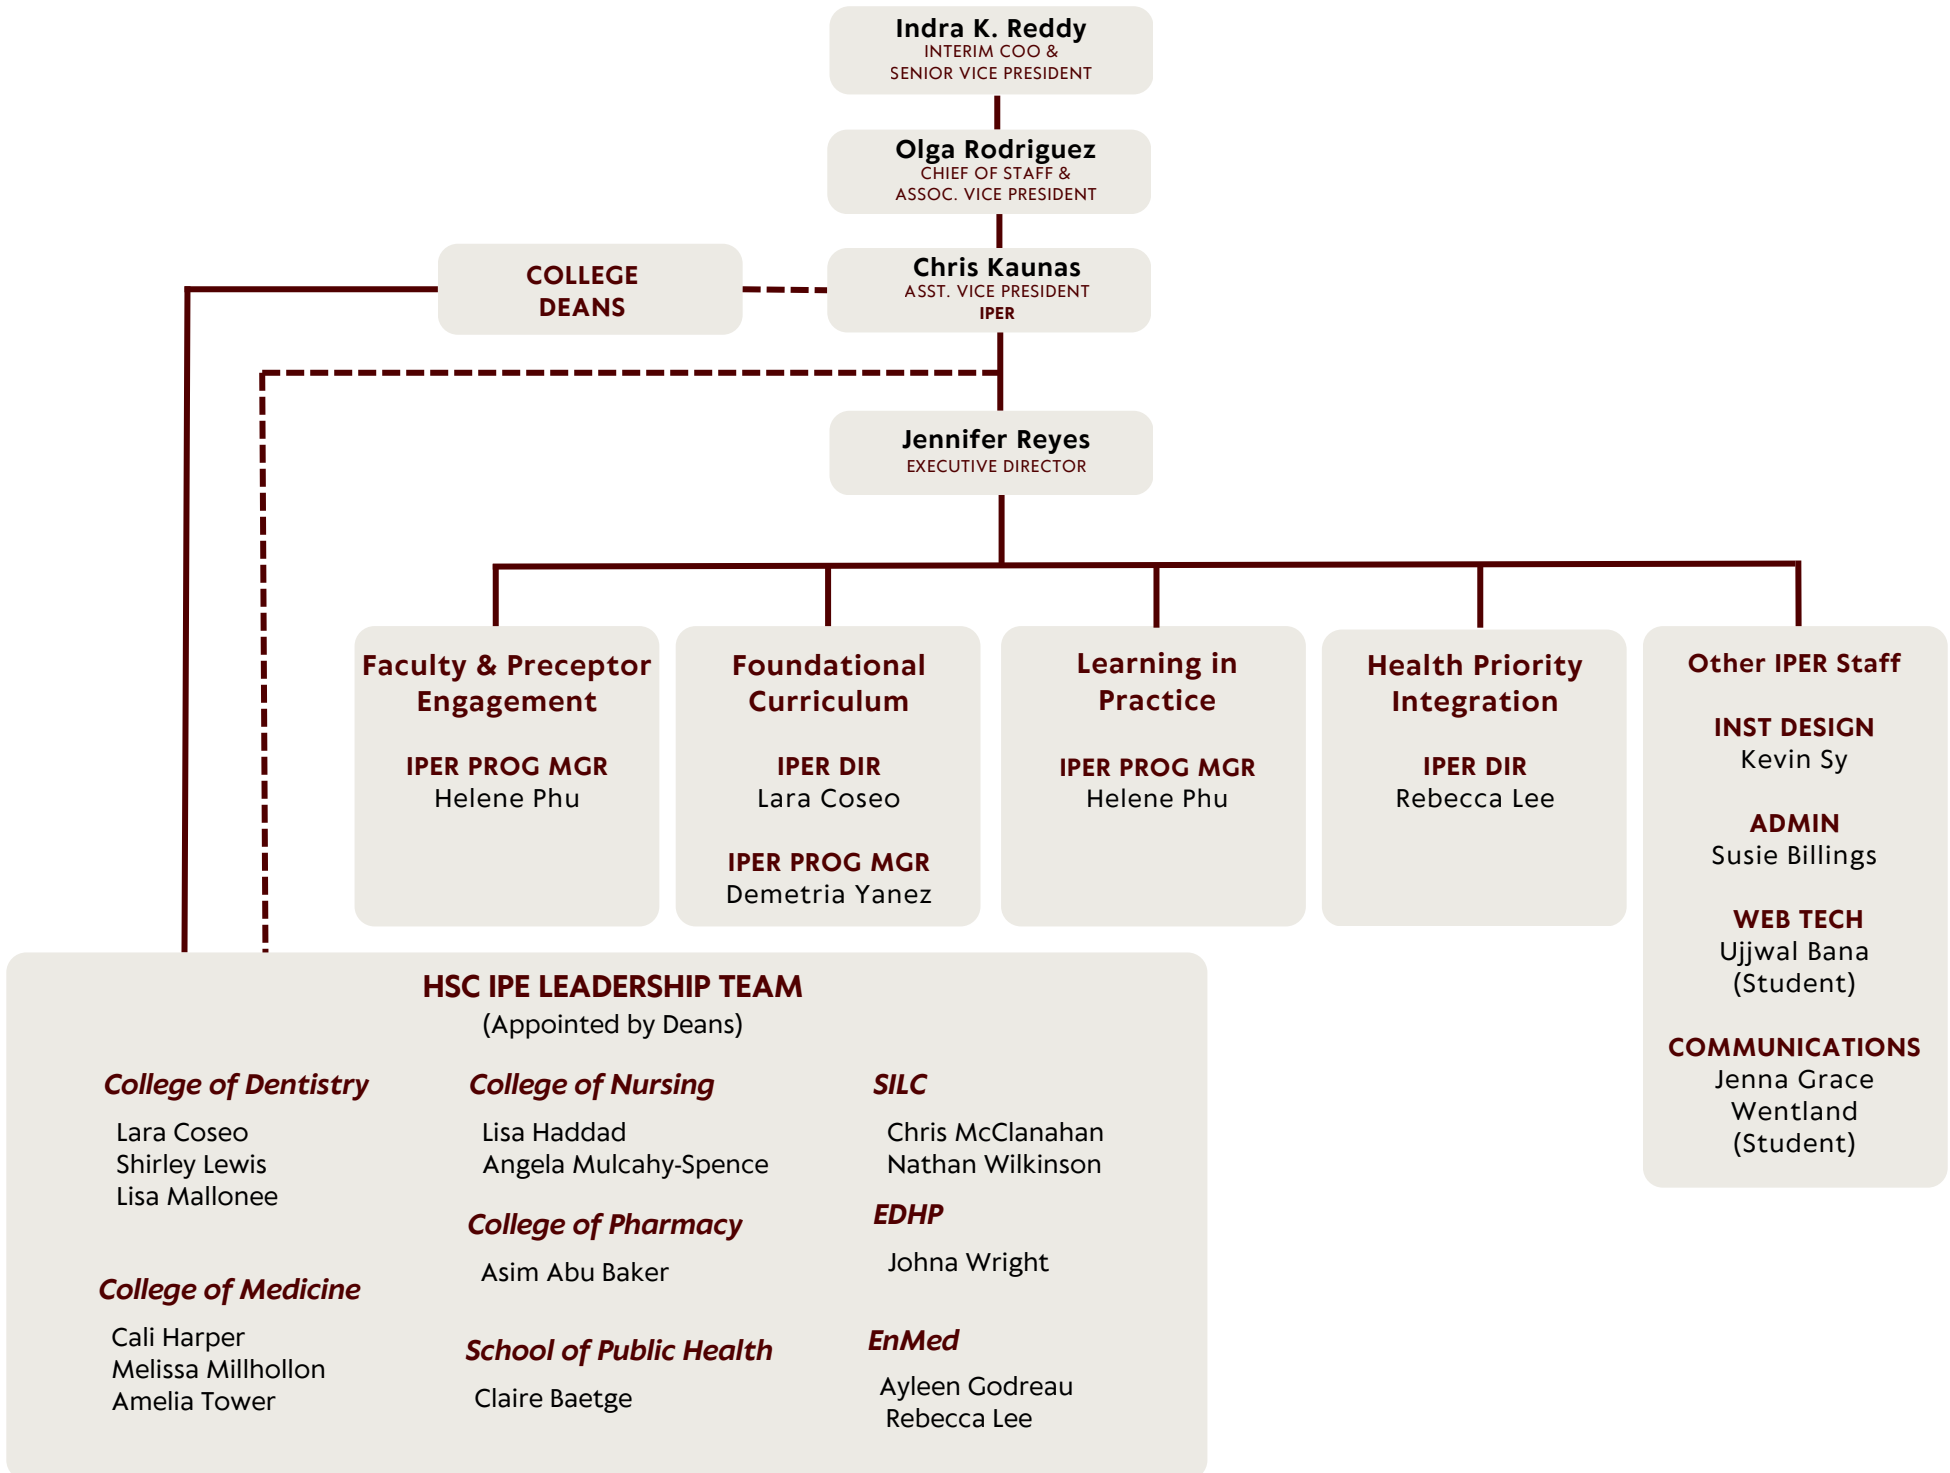 Indra K. Reddy
INTERIM COO &
SENIOR VICE PRESIDENT
Olga Rodriguez
CHIEF OF STAFF &
ASSOC. VICE PRESIDENT
COLLEGE
DEANS
Chris Kaunas
ASST. VICE PRESIDENT
IPER
Jennifer Reyes
EXECUTIVE DIRECTOR
Faculty & Preceptor
Engagement
IPER PROG MGR
Helene Phu
Foundational
Curriculum
IPER DIR
Lara Coseo
IPER PROG MGR
Demetria Yanez
Learning in
Practice
IPER PROG MGR
Helene Phu
Health Priority
Integration
IPER DIR
Rebecca Lee
Other IPER Staff
INST DESIGN
Kevin Sy
ADMIN
Susie Billings
WEB TECH
Ujjwal Bana
(Student)
COMMUNICATIONS
Jenna Grace
Wentland
(Student)
HSC IPE LEADERSHIP TEAM
(Appointed by Deans)
College of Dentistry
Lara Coseo
Shirley Lewis
Lisa Mallonee
College of Medicine
Cali Harper
Melissa Millhollon
Amelia Tower
College of Nursing
Lisa Haddad
Angela Mulcahy-Spence
College of Pharmacy
Asim Abu Baker
School of Public Health
Claire Baetge
SILC
Chris McClanahan
Nathan Wilkinson
EDHP
Johna Wright
EnMed
Ayleen Godreau
Rebecca Lee